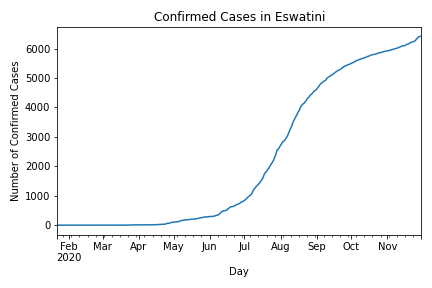 Confirmed Cases in Eswatini
Number of Confirmed Cases
6000
5000
4000
3000
2000
1000
0
Feb Mar Apr May Jun Jul Aug Sep Oct Nov
2020
Day